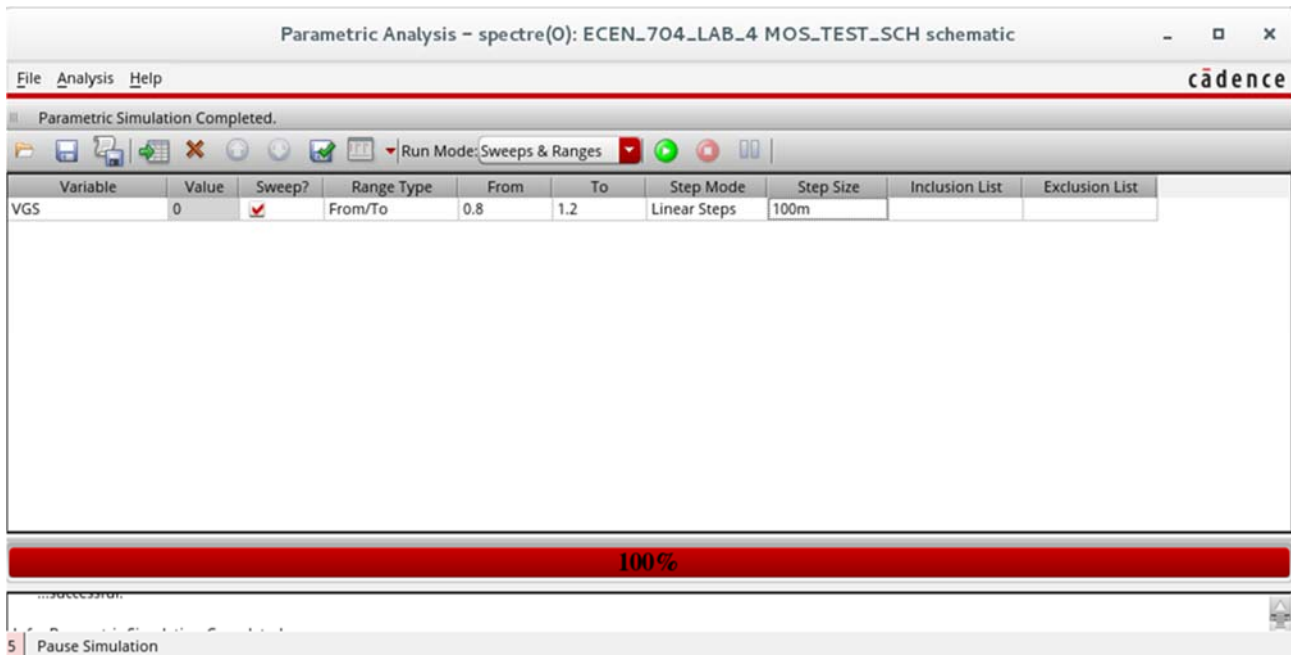 Parametric Analysis – spectre(0): ECEN_704_LAB_4 MOS_TEST_SCH schematic
File Analysis Help cādence
Parametric Simulation Completed.
Run Mode: Sweeps & Ranges
Variable Value Sweep? Range Type From To Step Mode Step Size Inclusion List Exclusion List
VGS 0 From/To 0.8 1.2 Linear Steps 100m
100%
...successful.
5 Pause Simulation